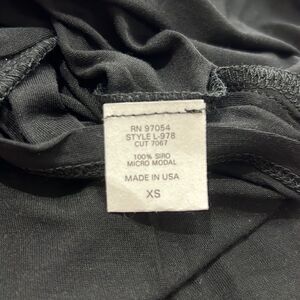 RN 97054
STYLE L-978
CUT 7067
100% SIRO
MICRO MODAL
MADE IN USA
XS